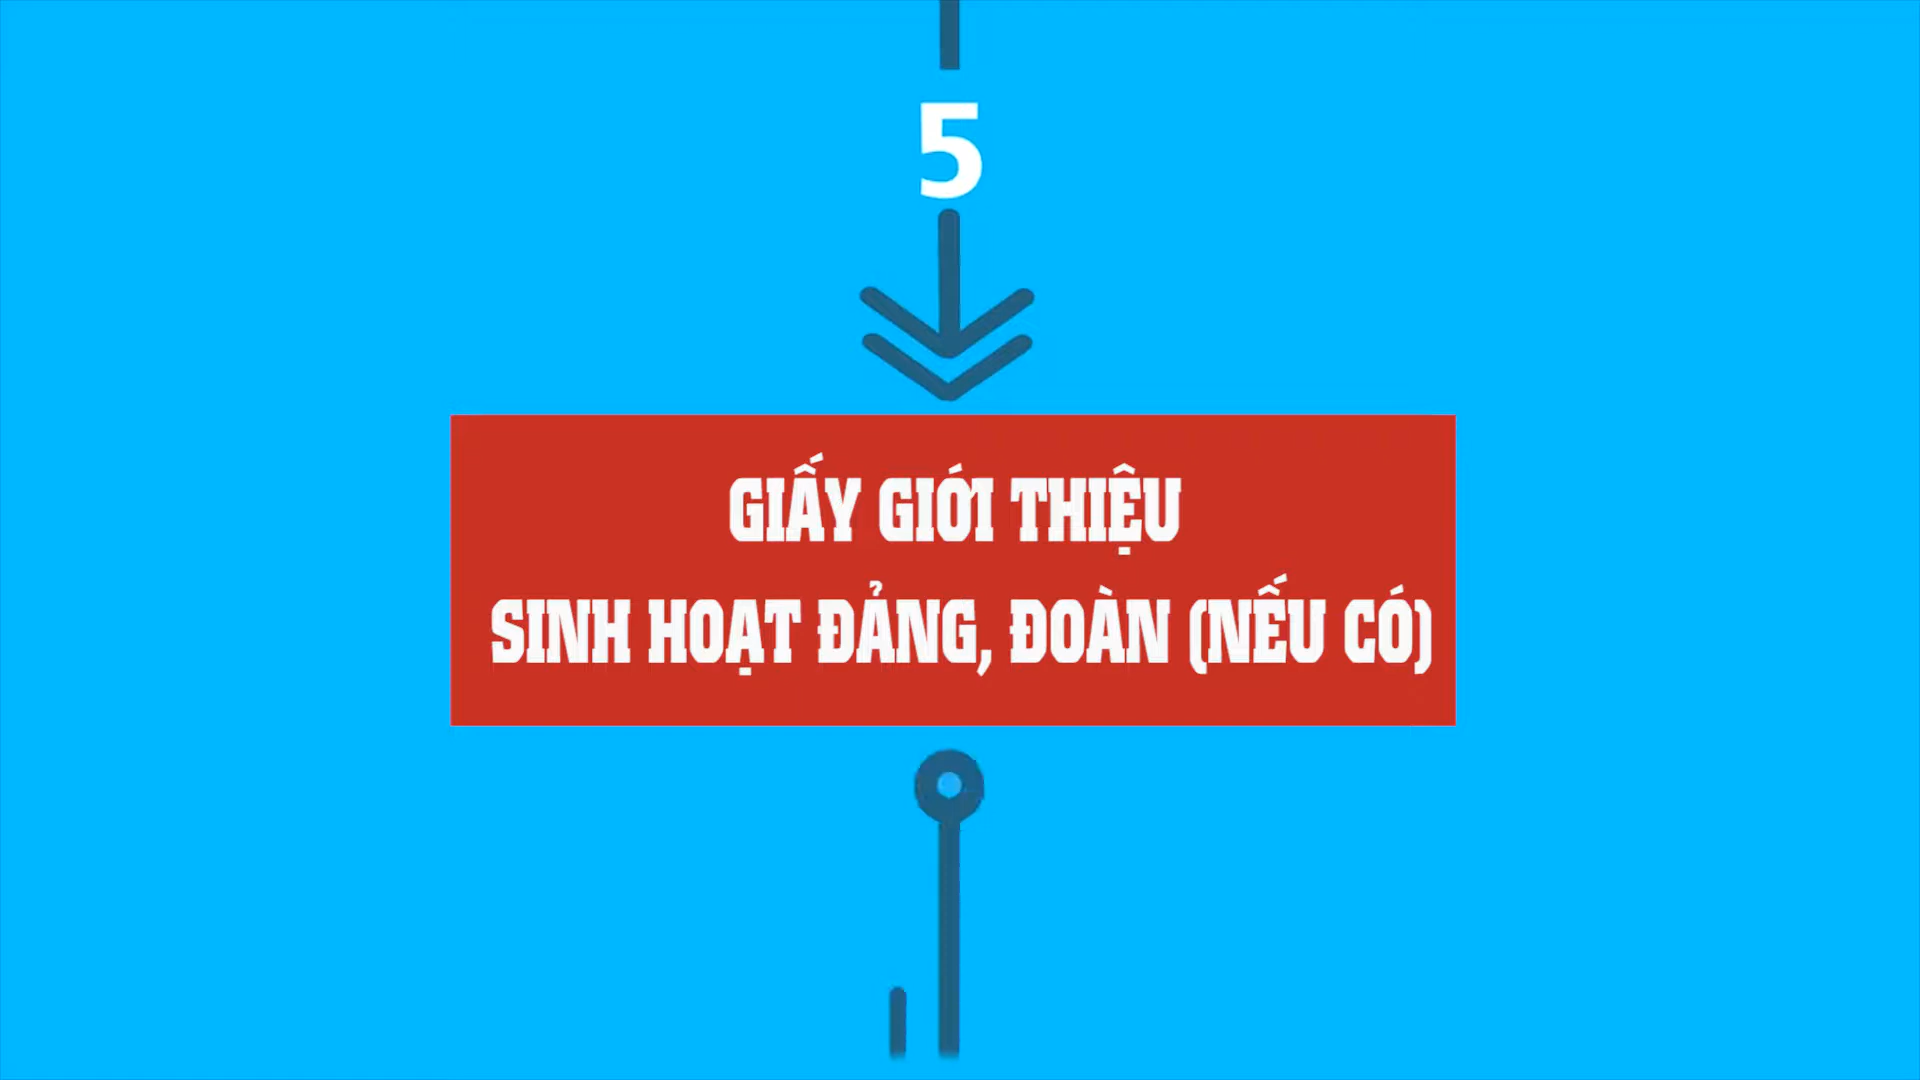 5
GIẤY GIỚI THIỆU
SINH HOẠT ĐẢNG, ĐOÀN (NẾU CÓ)